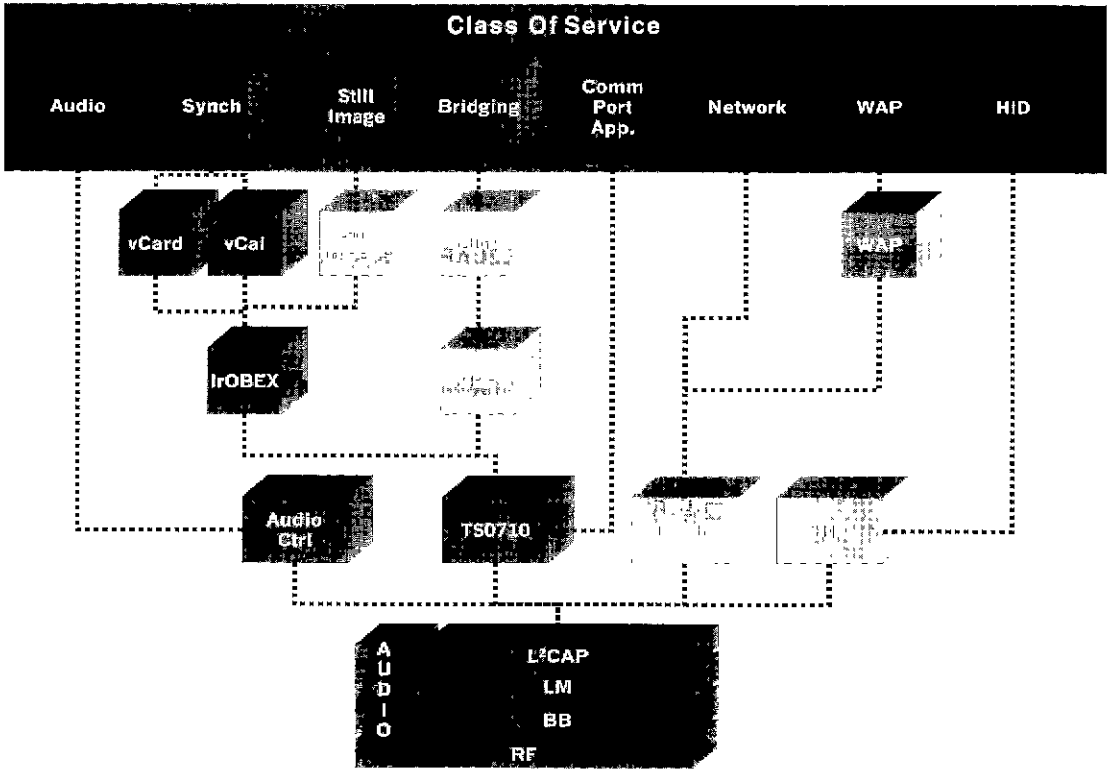 Class Of Service
Audio
Synch
Still
Image
Bridging
Comm
Port
App.
Network
WAP
HID
vCard
vCal
WAP
IrOBEX
Audio
Ctrl
TS0710
AUDIO
L²CAP
LM
BB
RF